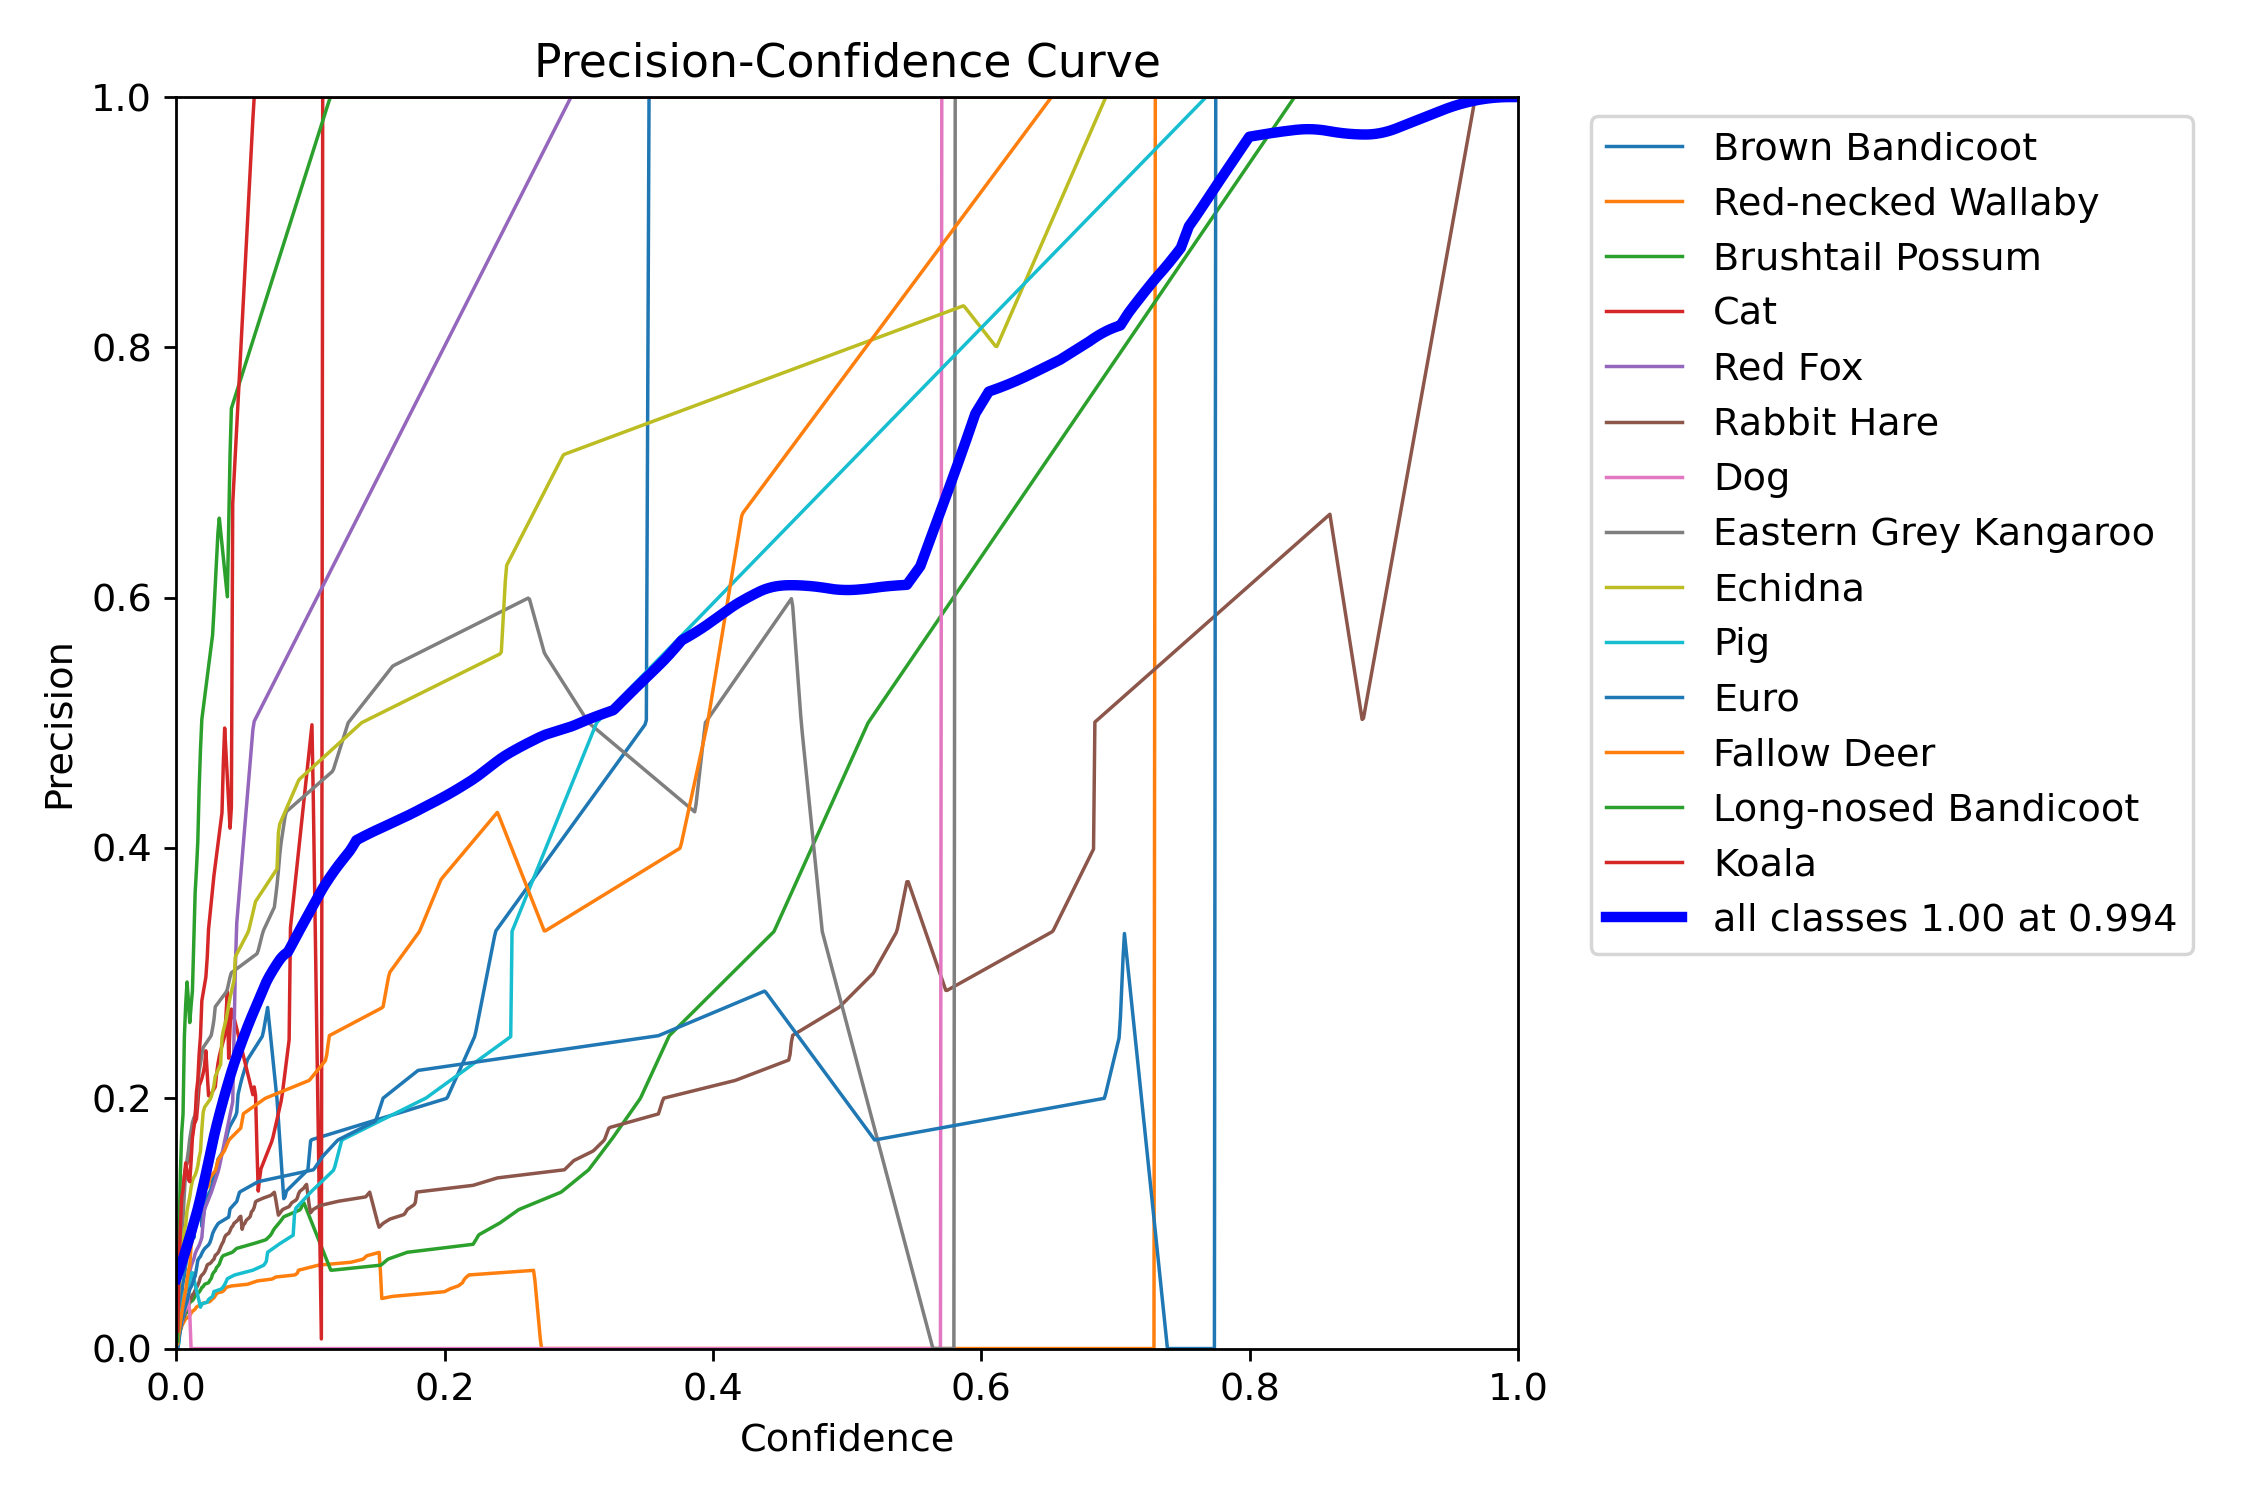 Precision-Confidence Curve
1.0
0.8
0.6
0.4
0.2
0.0
Precision
0.0 0.2 0.4 0.6 0.8 1.0
Confidence
Brown Bandicoot
Red-necked Wallaby
Brushtail Possum
Cat
Red Fox
Rabbit Hare
Dog
Eastern Grey Kangaroo
Echidna
Pig
Euro
Fallow Deer
Long-nosed Bandicoot
Koala
all classes 1.00 at 0.994